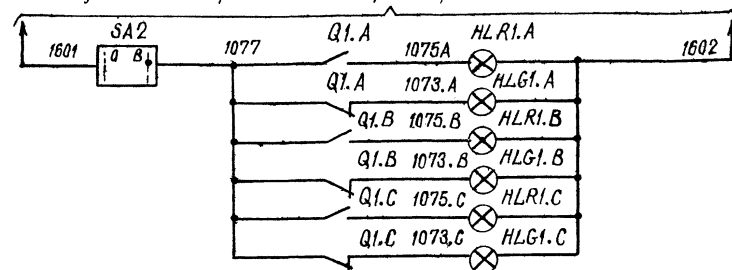 SA2 Q1.A HLR1.A
1601 О В 1077 1075A 1602
Q1.A 1073.A HLG1.A
Q1.B 1075.B HLR1.B
Q1.B 1073.B HLG1.B
Q1.C 1075.C HLR1.C
Q1.C 1073.C HLG1.C